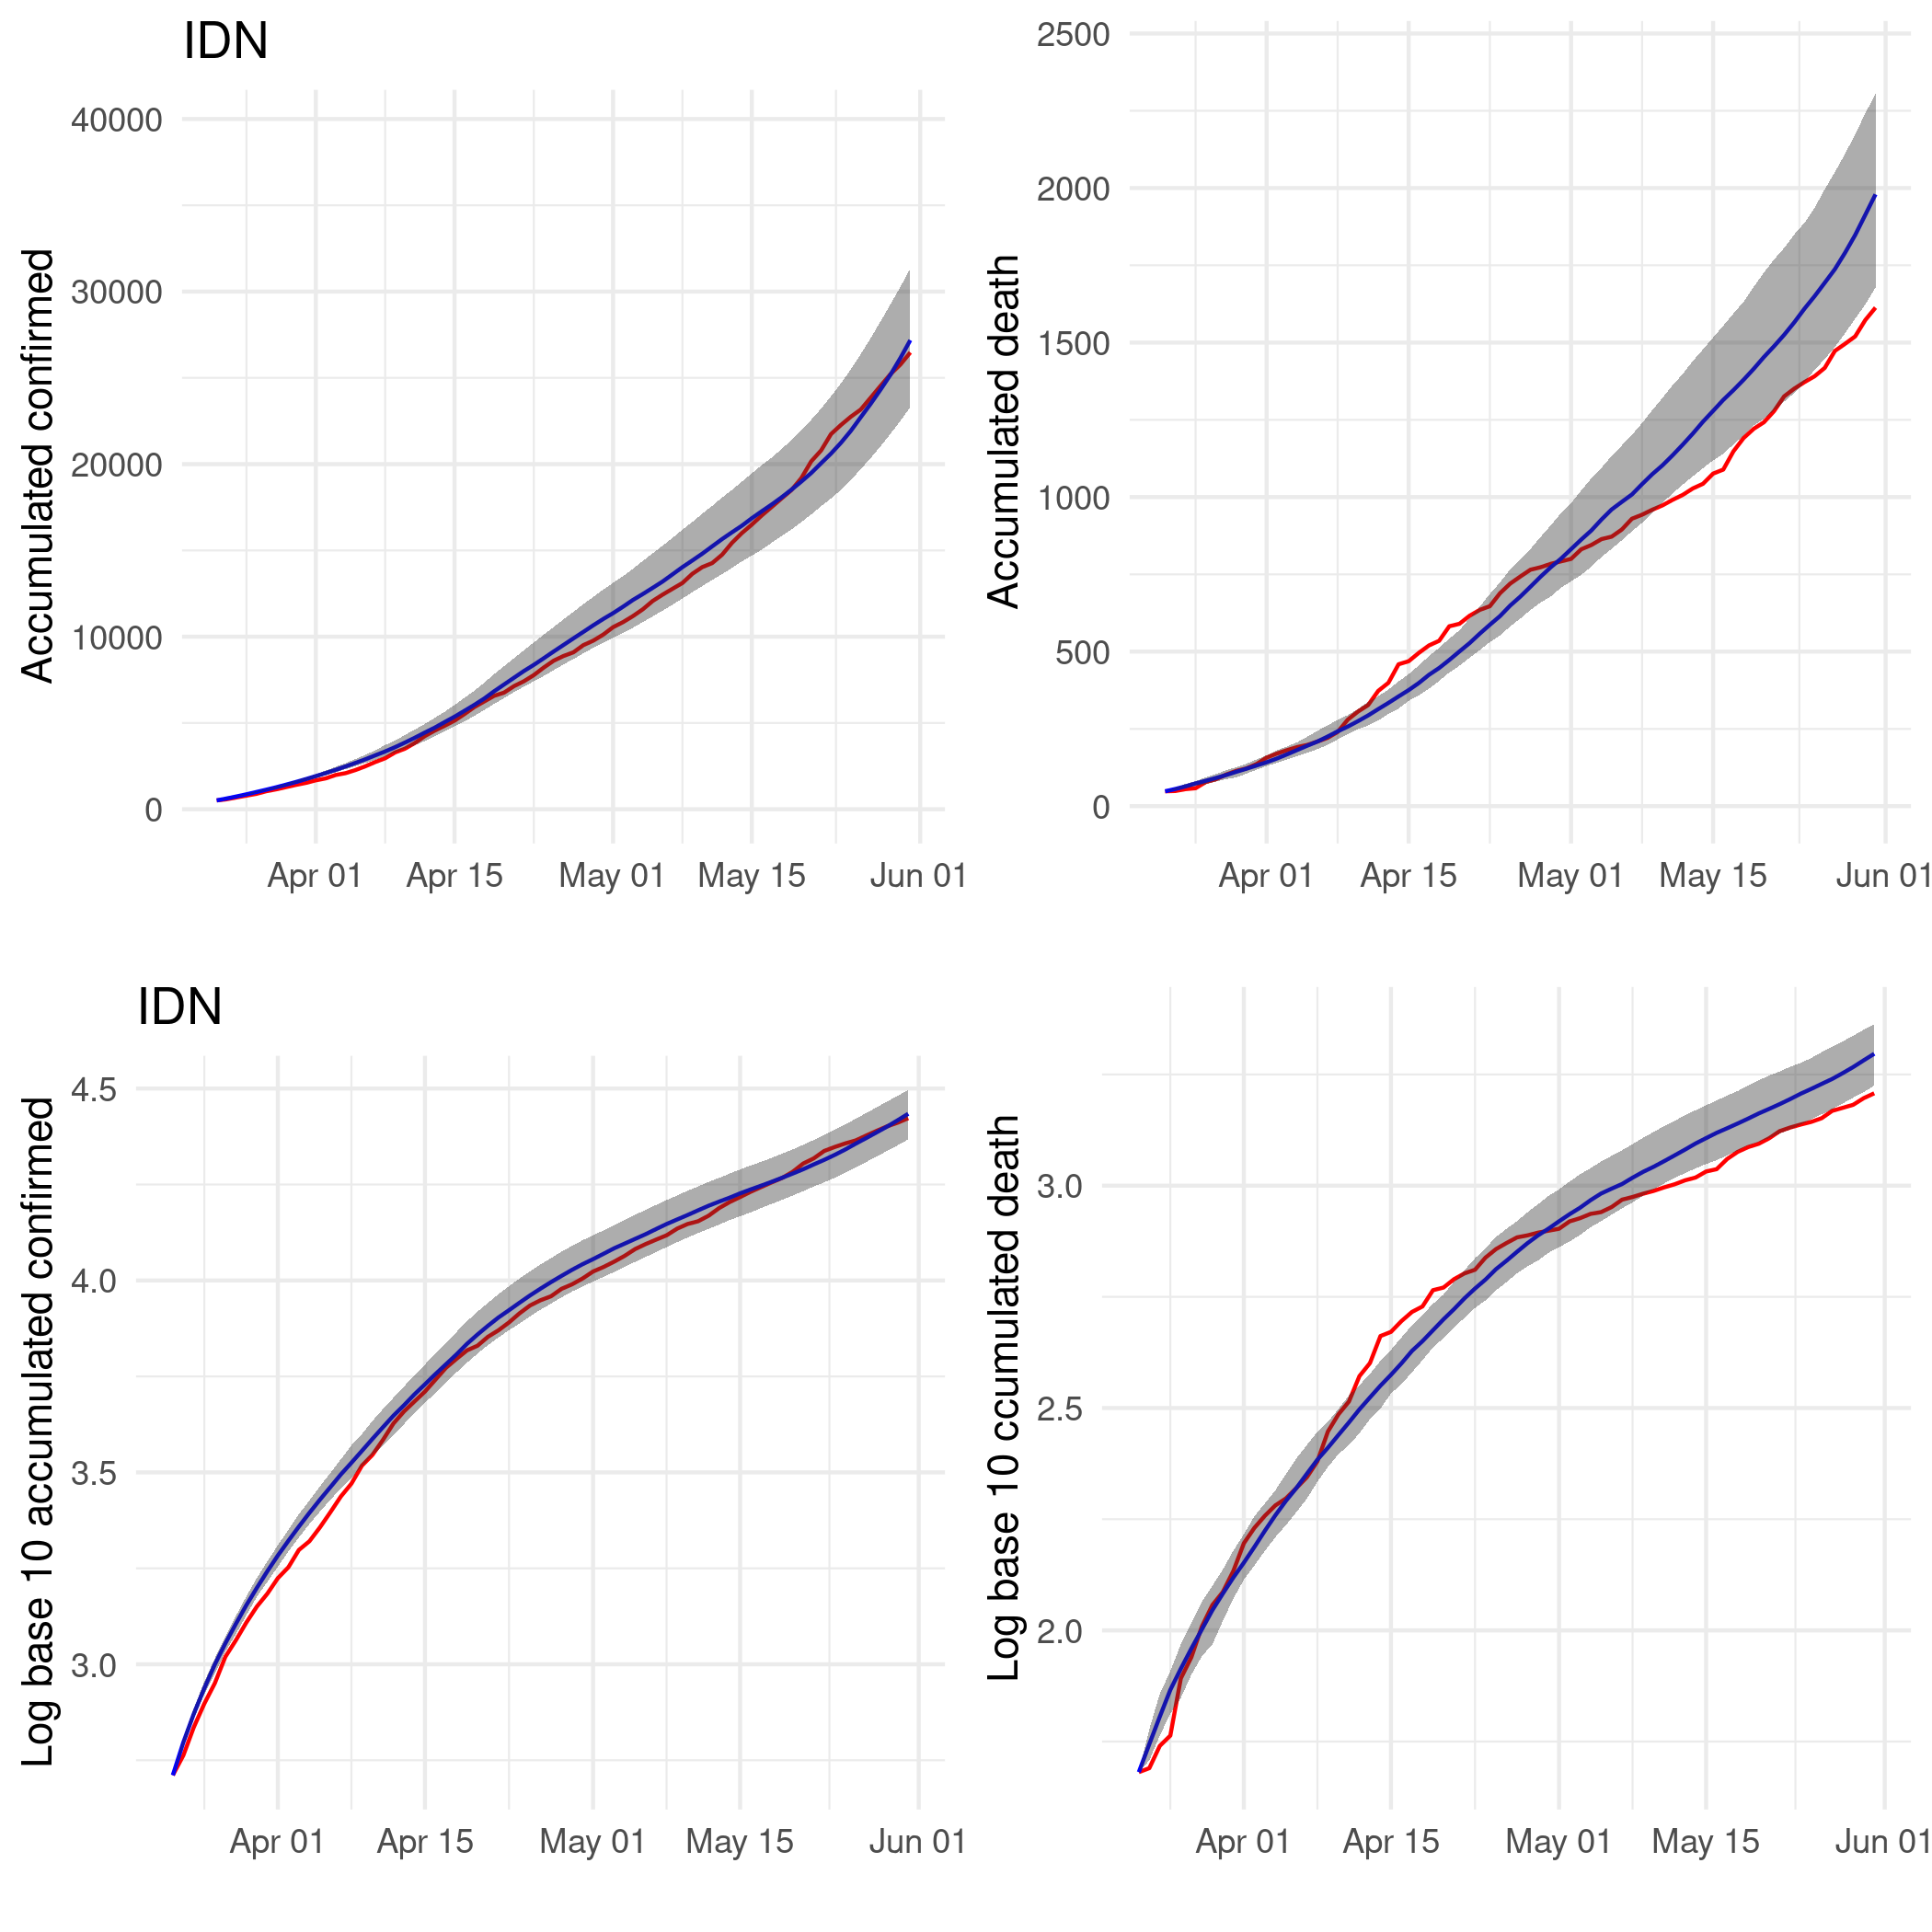 IDN
Accumulated confirmed
40000
30000
20000
10000
0
Apr 01
Apr 15
May 01
May 15
Jun 01
Accumulated death
2500
2000
1500
1000
500
0
Apr 01
Apr 15
May 01
May 15
Jun 01
IDN
Log base 10 accumulated confirmed
4.5
4.0
3.5
3.0
Apr 01
Apr 15
May 01
May 15
Jun 01
Log base 10 ccumulated death
3.0
2.5
2.0
Apr 01
Apr 15
May 01
May 15
Jun 01